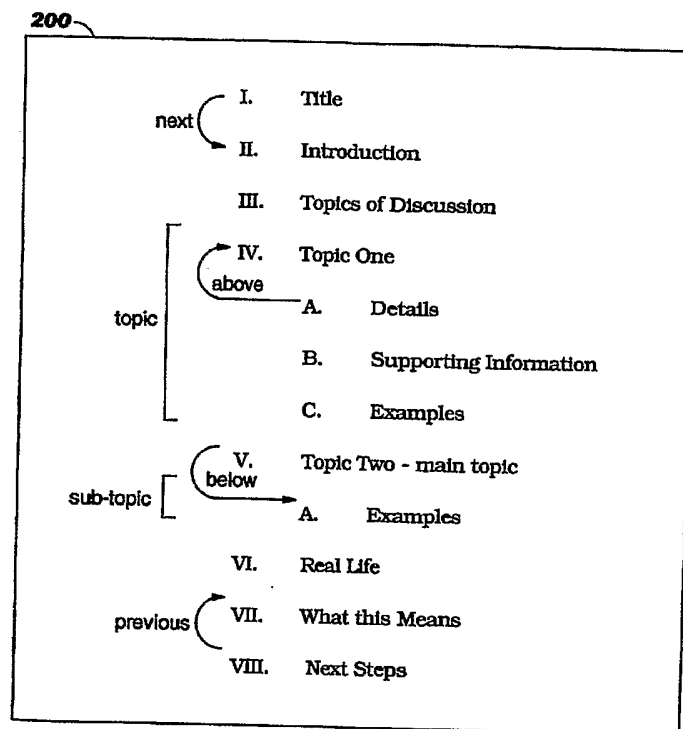 200
I. Title
next
II. Introduction
III. Topics of Discussion
IV. Topic One
above
A. Details
topic
B. Supporting Information
C. Examples
V. Topic Two - main topic
below
sub-topic
A. Examples
VI. Real Life
previous
VII. What this Means
VIII. Next Steps